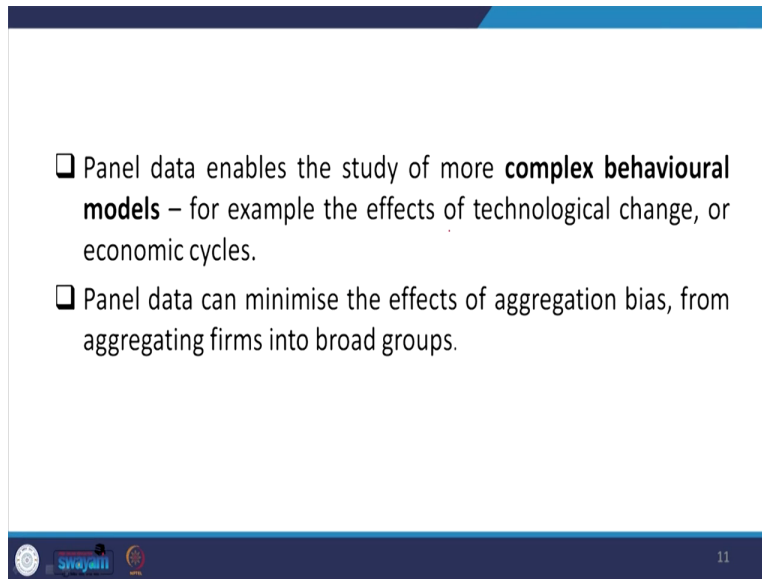 ❑ Panel data enables the study of more complex behavioural
models – for example the effects of technological change, or
economic cycles.
❑ Panel data can minimise the effects of aggregation bias, from
aggregating firms into broad groups.
swayam
11